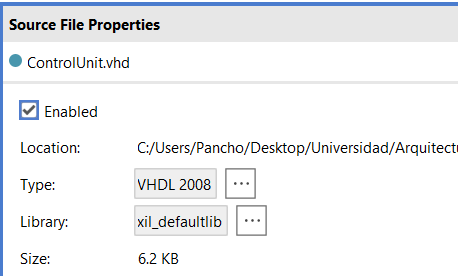 Source File Properties
ControlUnit.vhd
Enabled
Location: C:/Users/Pancho/Desktop/Universidad/Arquitectu
Type: VHDL 2008 ...
Library: xil_defaultlib ...
Size: 6.2 KB